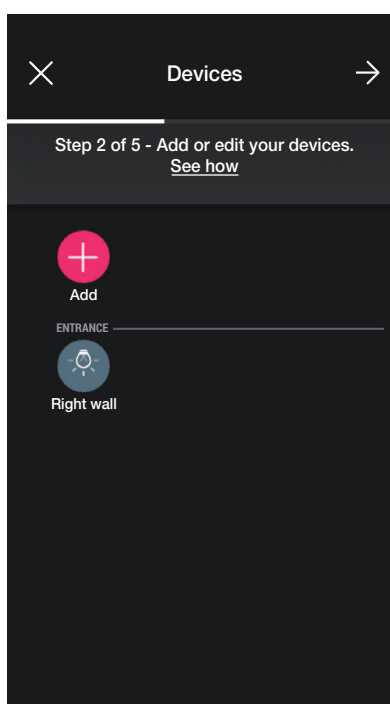 Devices
Step 2 of 5 - Add or edit your devices.
See how
Add
ENTRANCE
Right wall